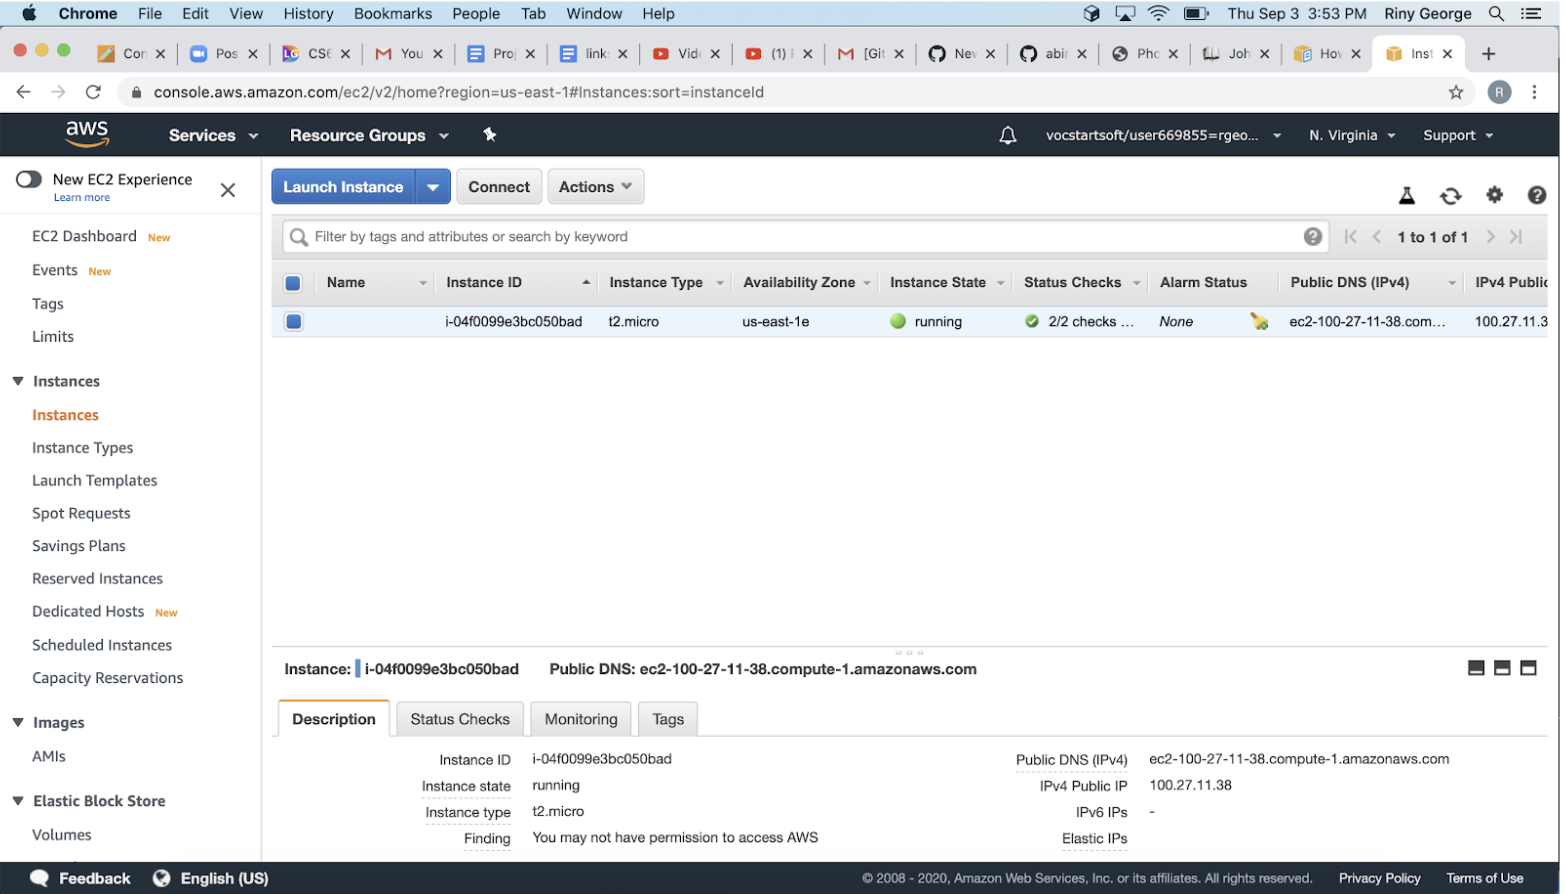 Chrome File Edit View History Bookmarks People Tab Window Help Thu Sep 3 3:53 PM Riny George
Con Pos CS6 You Proj link Vide (1) [Git Nev abir Pho Joh Hov Inst
console.aws.amazon.com/ec2/v2/home?region=us-east-1#Instances:sort=instanceId R
aws Services Resource Groups vocstartsoft/user669855=rgeo... N. Virginia Support
New EC2 Experience
Learn more
Launch Instance Connect Actions
Filter by tags and attributes or search by keyword 1 to 1 of 1
Name Instance ID Instance Type Availability Zone Instance State Status Checks Alarm Status Public DNS (IPv4) IPv4 Public
i-04f0099e3bc050bad t2.micro us-east-1e running 2/2 checks ... None ec2-100-27-11-38.com... 100.27.11.3
EC2 Dashboard New
Events New
Tags
Limits
Instances
Instances
Instance Types
Launch Templates
Spot Requests
Savings Plans
Reserved Instances
Dedicated Hosts New
Scheduled Instances
Capacity Reservations
Images
AMIs
Elastic Block Store
Volumes
Instance: i-04f0099e3bc050bad Public DNS: ec2-100-27-11-38.compute-1.amazonaws.com
Description Status Checks Monitoring Tags
Instance ID i-04f0099e3bc050bad Public DNS (IPv4) ec2-100-27-11-38.compute-1.amazonaws.com
Instance state running IPv4 Public IP 100.27.11.38
Instance type t2.micro IPv6 IPs -
Finding You may not have permission to access AWS Elastic IPs
Feedback English (US) © 2008 - 2020, Amazon Web Services, Inc. or its affiliates. All rights reserved. Privacy Policy Terms of Use